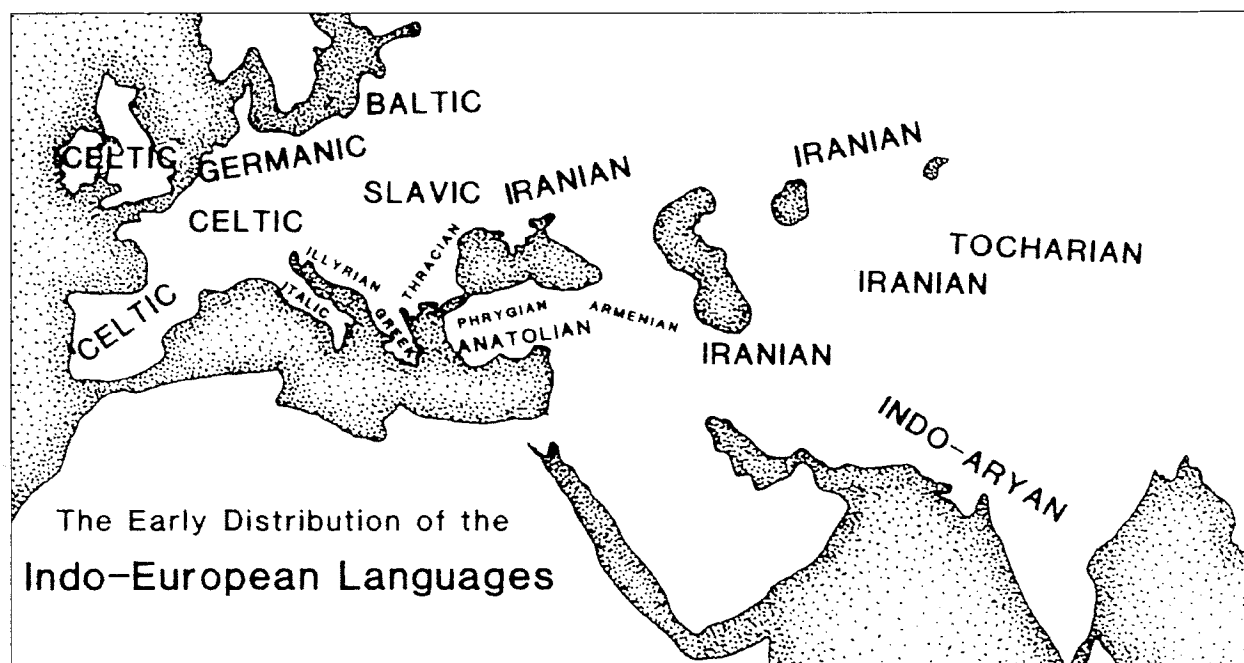 BALTIC
CELTIC
GERMANIC
IRANIAN
SLAVIC
IRANIAN
CELTIC
TOCHARIAN
ILLYRIAN
THRACIAN
IRANIAN
CELTIC
ITALIC
GREEK
PHRYGIAN
ARMENIAN
ANATOLIAN
IRANIAN
INDO-ARYAN
The Early Distribution of the
Indo-European Languages